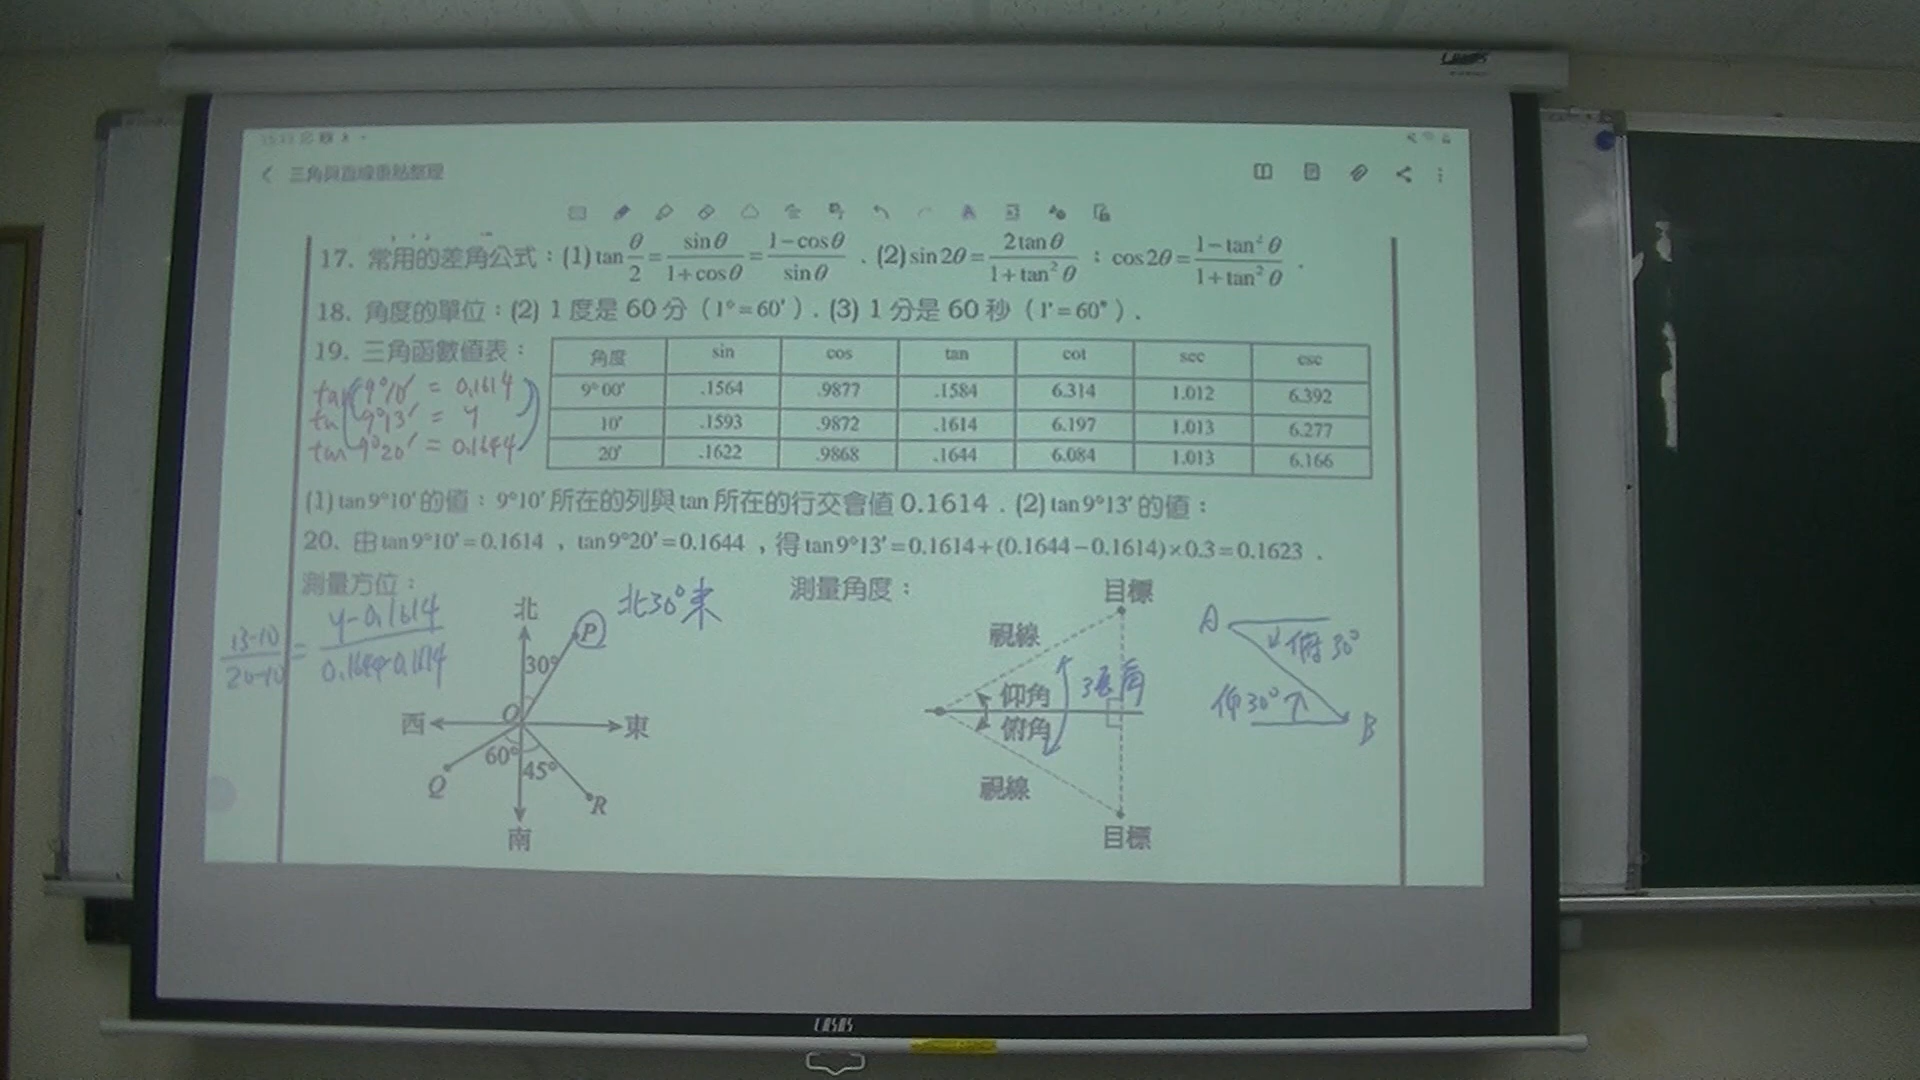 三角與直線重點整理
17. 常用的差角公式：(1) tan θ/2 = sinθ/(1+cosθ) = (1−cosθ)/sinθ . (2) sin2θ = 2tanθ/(1+tan²θ) ； cos2θ = (1−tan²θ)/(1+tan²θ) .
18. 角度的單位：(2) 1 度是 60 分（1°=60′）. (3) 1 分是 60 秒（1′=60″）.
19. 三角函數值表：
角度 sin cos tan cot sec csc
9°00′ .1564 .9877 .1584 6.314 1.012 6.392
10′ .1593 .9872 .1614 6.197 1.013 6.277
20′ .1622 .9868 .1644 6.084 1.013 6.166
tan 9°10′ = 0.1614
tan 9°13′ = y
tan 9°20′ = 0.1644
(1) tan9°10′ 的值：9°10′ 所在的列與 tan 所在的行交會值 0.1614 . (2) tan9°13′ 的值：
20. 由 tan9°10′=0.1614 , tan9°20′=0.1644 , 得 tan9°13′=0.1614+(0.1644−0.1614)×0.3=0.1623 .
測量方位：
(13-10)/(20-10) = (y-0.1614)/(0.1644-0.1614)
北
P
北30°東
30°
西
O
東
60°
45°
Q
R
南
測量角度：
目標
視線
仰角
張角
俯角
視線
目標
A
俯30°
仰30°
B